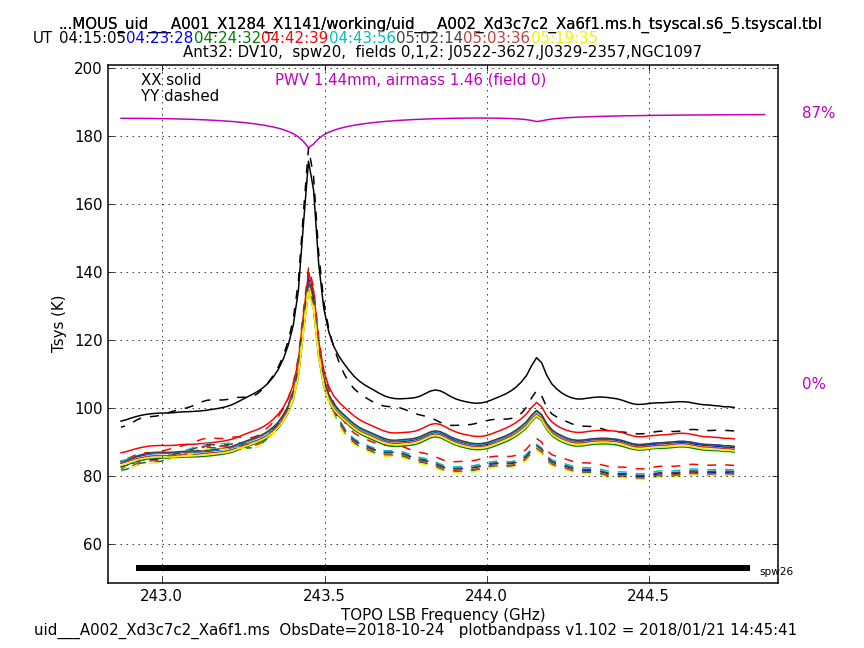 ...MOUS_uid___A001_X1284_X1141/working/uid___A002_Xd3c7c2_Xa6f1.ms.h_tsyscal.s6_5.tsyscal.tbl
UT 04:15:05 04:23:28 04:24:32 04:42:39 04:43:56 05:02:14 05:03:36 05:19:35
Ant32: DV10,  spw20,  fields 0,1,2: J0522-3627,J0329-2357,NGC1097
XX solid
YY dashed
PWV 1.44mm, airmass 1.46 (field 0)
87%
0%
200
180
160
140
120
100
80
60
Tsys (K)
spw26
243.0 243.5 244.0 244.5
TOPO LSB Frequency (GHz)
uid___A002_Xd3c7c2_Xa6f1.ms  ObsDate=2018-10-24   plotbandpass v1.102 = 2018/01/21 14:45:41